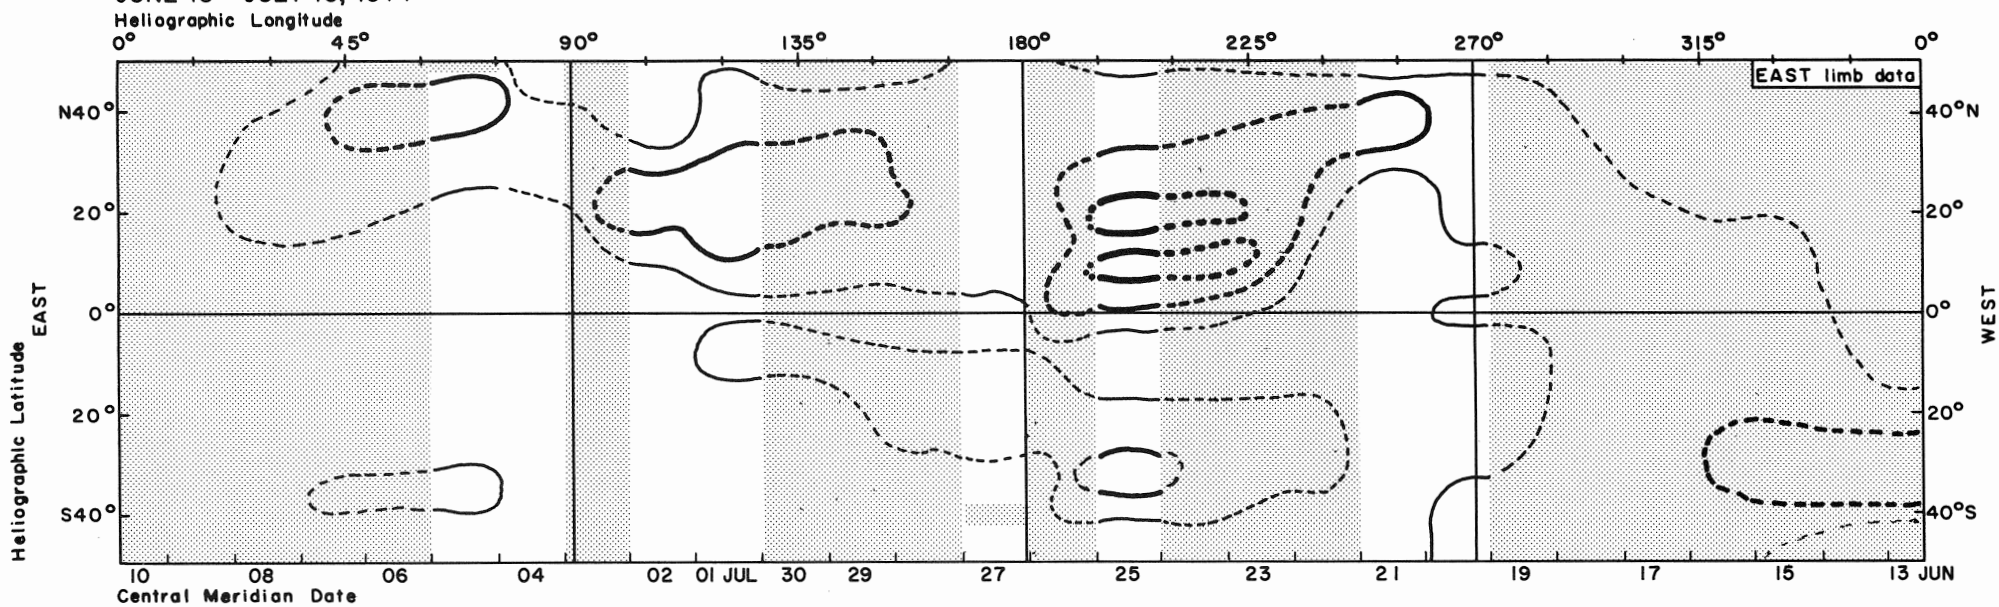 Heliographic Longitude
0° 45° 90° 135° 180° 225° 270° 315° 0°
EAST limb data
N40° 40°N
20° 20°
EAST 0° 0° WEST
20° 20°
S40° 40°S
Heliographic Latitude
10 08 06 04 02 01 JUL 30 29 27 25 23 21 19 17 15 13 JUN
Central Meridian Date